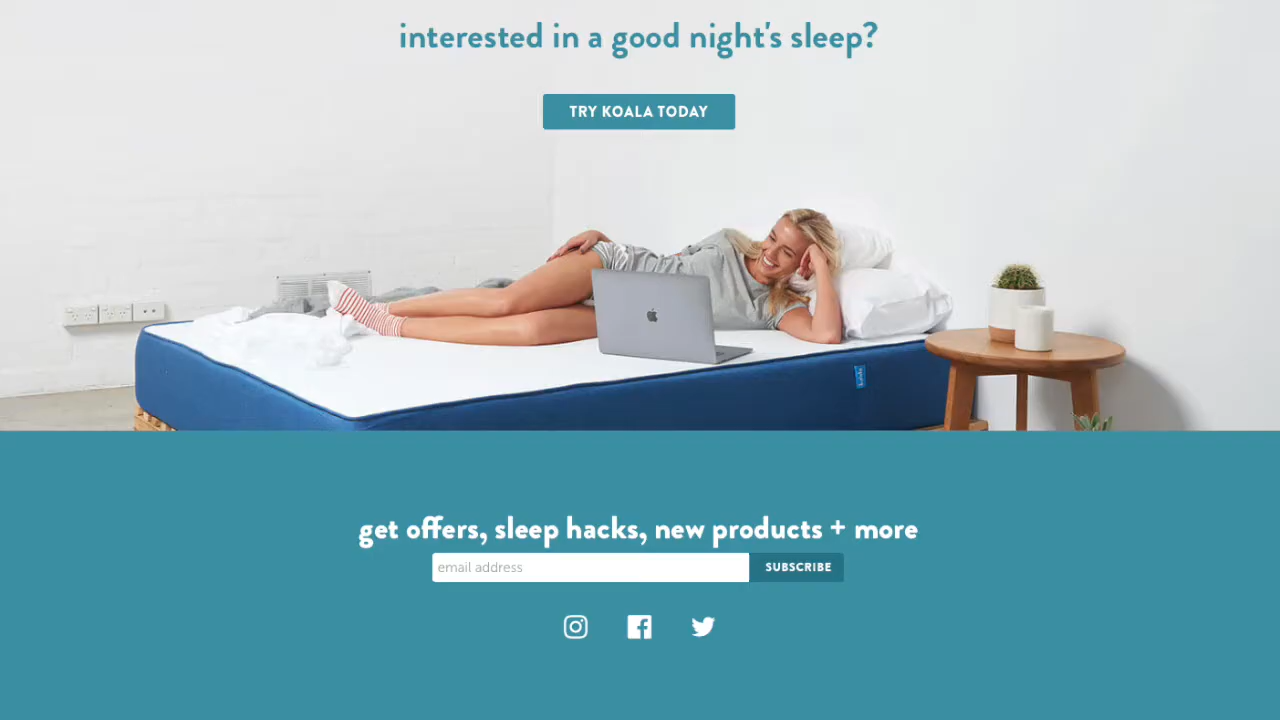 interested in a good night's sleep?
TRY KOALA TODAY
get offers, sleep hacks, new products + more
email address
SUBSCRIBE